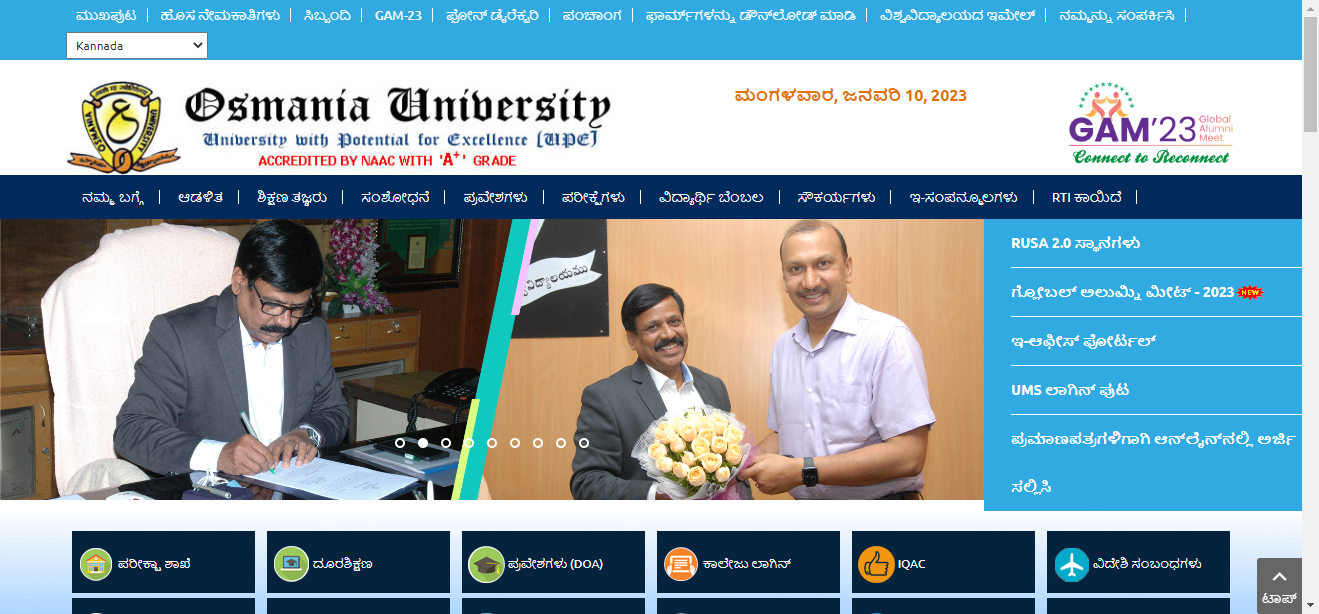 ಮುಖಪುಟ ಹೊಸ ನೇಮಕಾತಿಗಳು ಸಿಬ್ಬಂದಿ GAM-23 ಫೋನ್ ಡೈರೆಕ್ಟರಿ ಪಂಚಾಂಗ ಫಾರ್ಮ್‌ಗಳನ್ನು ಡೌನ್‌ಲೋಡ್ ಮಾಡಿ ವಿಶ್ವವಿದ್ಯಾಲಯದ ಇಮೇಲ್ ನಮ್ಮನ್ನು ಸಂಪರ್ಕಿಸಿ
Kannada
Osmania University
University with Potential for Excellence [UPE]
ACCREDITED BY NAAC WITH 'A+' GRADE
OSMANIA UNIVERSITY
ಮಂಗಳವಾರ, ಜನವರಿ 10, 2023
GAM'23 Global Alumni Meet
Connect to Reconnect
ನಮ್ಮ ಬಗ್ಗೆ ಆಡಳಿತ ಶಿಕ್ಷಣ ತಜ್ಞರು ಸಂಶೋಧನೆ ಪ್ರವೇಶಗಳು ಪರೀಕ್ಷೆಗಳು ವಿದ್ಯಾರ್ಥಿ ಬೆಂಬಲ ಸೌಕರ್ಯಗಳು ಇ-ಸಂಪನ್ಮೂಲಗಳು RTI ಕಾಯಿದೆ
RUSA 2.0 ಸ್ಥಾನಗಳು
ಗ್ಲೋಬಲ್ ಅಲುಮ್ನಿ ಮೀಟ್ - 2023 NEW
ಇ-ಆಫೀಸ್ ಪೋರ್ಟಲ್
UMS ಲಾಗಿನ್ ಪುಟ
ಪ್ರಮಾಣಪತ್ರಗಳಿಗಾಗಿ ಆನ್‌ಲೈನ್‌ನಲ್ಲಿ ಅರ್ಜಿ
ಸಲ್ಲಿಸಿ
ಪರೀಕ್ಷಾ ಶಾಖೆ ದೂರಶಿಕ್ಷಣ ಪ್ರವೇಶಗಳು (DOA) ಕಾಲೇಜು ಲಾಗಿನ್ IQAC ವಿದೇಶಿ ಸಂಬಂಧಗಳು
ಟಾಪ್